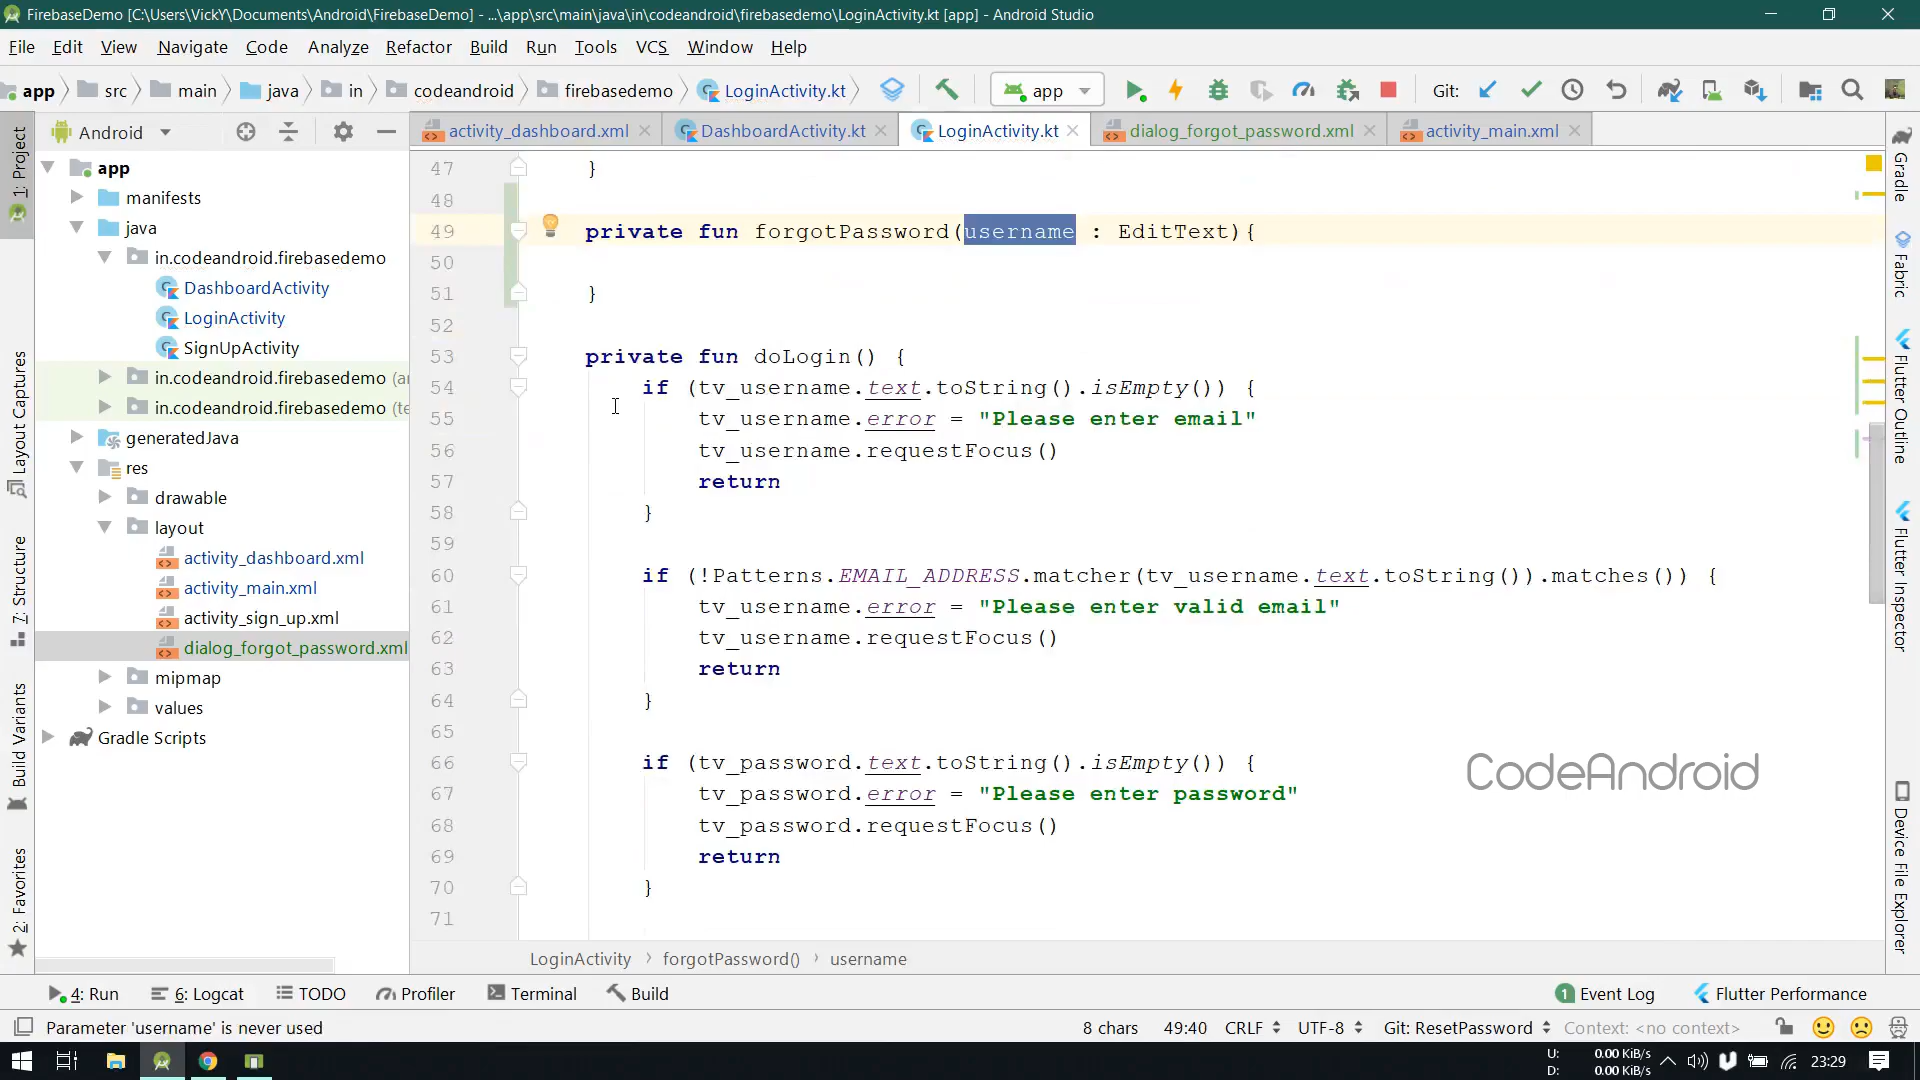 FirebaseDemo [C:\Users\VickY\Documents\Android\FirebaseDemo] - ...\app\src\main\java\in\codeandroid\firebasedemo\LoginActivity.kt [app] - Android Studio
File Edit View Navigate Code Analyze Refactor Build Run Tools VCS Window Help
app src main java in codeandroid firebasedemo LoginActivity.kt app Git:
Android
activity_dashboard.xml DashboardActivity.kt LoginActivity.kt dialog_forgot_password.xml activity_main.xml
1: Project
Layout Captures
7: Structure
Build Variants
2: Favorites
app
manifests
java
in.codeandroid.firebasedemo
DashboardActivity
LoginActivity
SignUpActivity
in.codeandroid.firebasedemo (ar
in.codeandroid.firebasedemo (te
generatedJava
res
drawable
layout
activity_dashboard.xml
activity_main.xml
activity_sign_up.xml
dialog_forgot_password.xml
mipmap
values
Gradle Scripts
47 }
48
49 private fun forgotPassword(username : EditText){
50
51 }
52
53 private fun doLogin() {
54 if (tv_username.text.toString().isEmpty()) {
55 tv_username.error = "Please enter email"
56 tv_username.requestFocus()
57 return
58 }
59
60 if (!Patterns.EMAIL_ADDRESS.matcher(tv_username.text.toString()).matches()) {
61 tv_username.error = "Please enter valid email"
62 tv_username.requestFocus()
63 return
64 }
65
66 if (tv_password.text.toString().isEmpty()) {
67 tv_password.error = "Please enter password"
68 tv_password.requestFocus()
69 return
70 }
71
CodeAndroid
Gradle
Fabric
Flutter Outline
Flutter Inspector
Device File Explorer
LoginActivity › forgotPassword() › username
4: Run 6: Logcat TODO Profiler Terminal Build 1 Event Log Flutter Performance
Parameter 'username' is never used 8 chars 49:40 CRLF UTF-8 Git: ResetPassword Context: <no context>
U: 0.00 KiB/s
D: 0.00 KiB/s
23:29